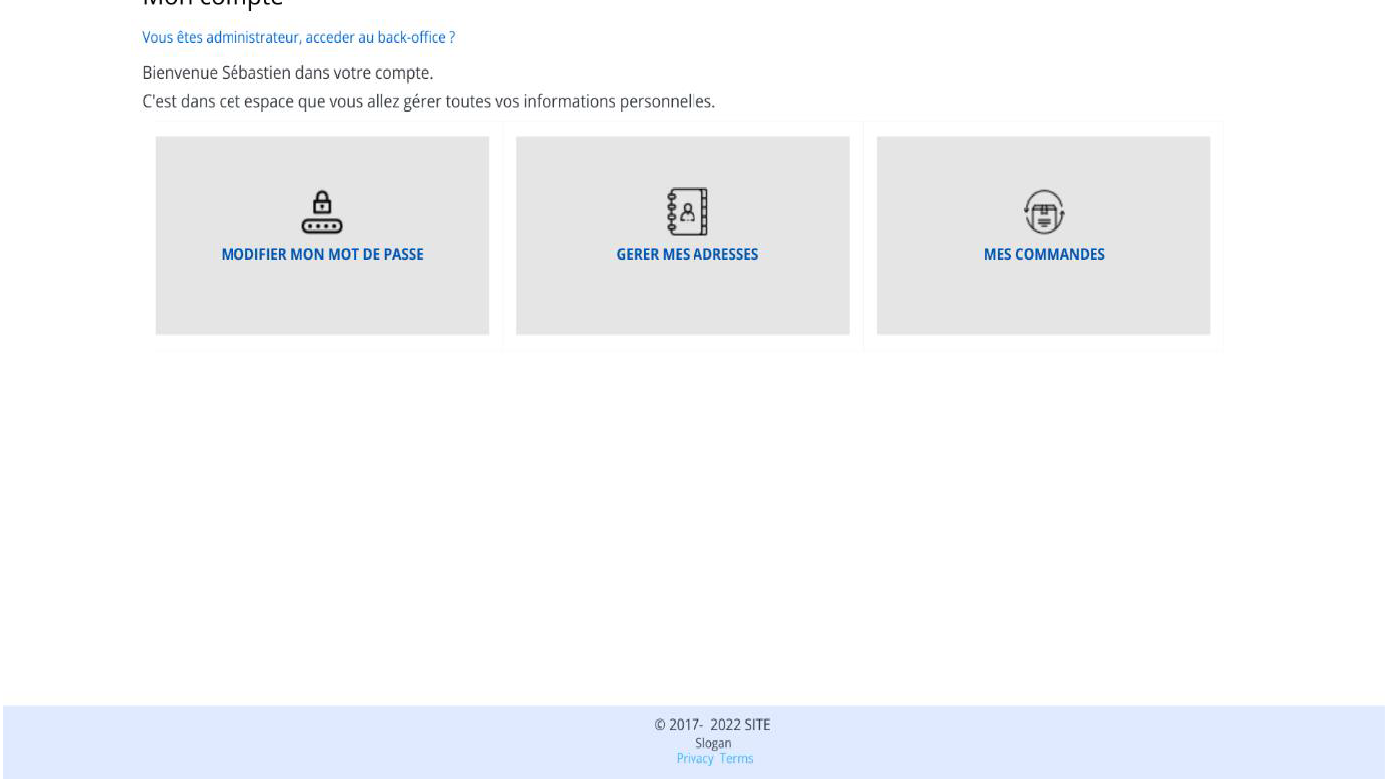 Mon compte
Vous êtes administrateur, acceder au back-office ?
Bienvenue Sébastien dans votre compte.
C'est dans cet espace que vous allez gérer toutes vos informations personnelles.
MODIFIER MON MOT DE PASSE
GERER MES ADRESSES
MES COMMANDES
© 2017- 2022 SITE
Slogan
Privacy Terms